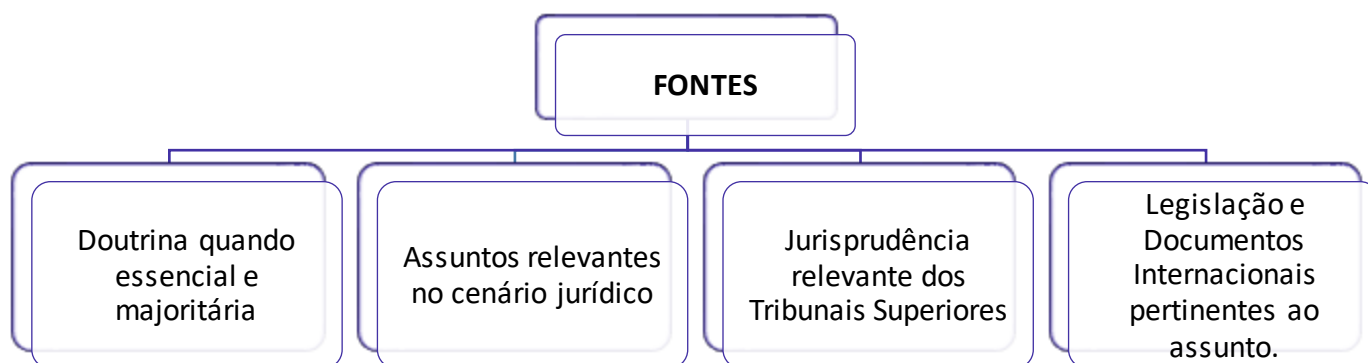 FONTES
Doutrina quando
essencial e
majoritária
Assuntos relevantes
no cenário jurídico
Jurisprudência
relevante dos
Tribunais Superiores
Legislação e
Documentos
Internacionais
pertinentes ao
assunto.